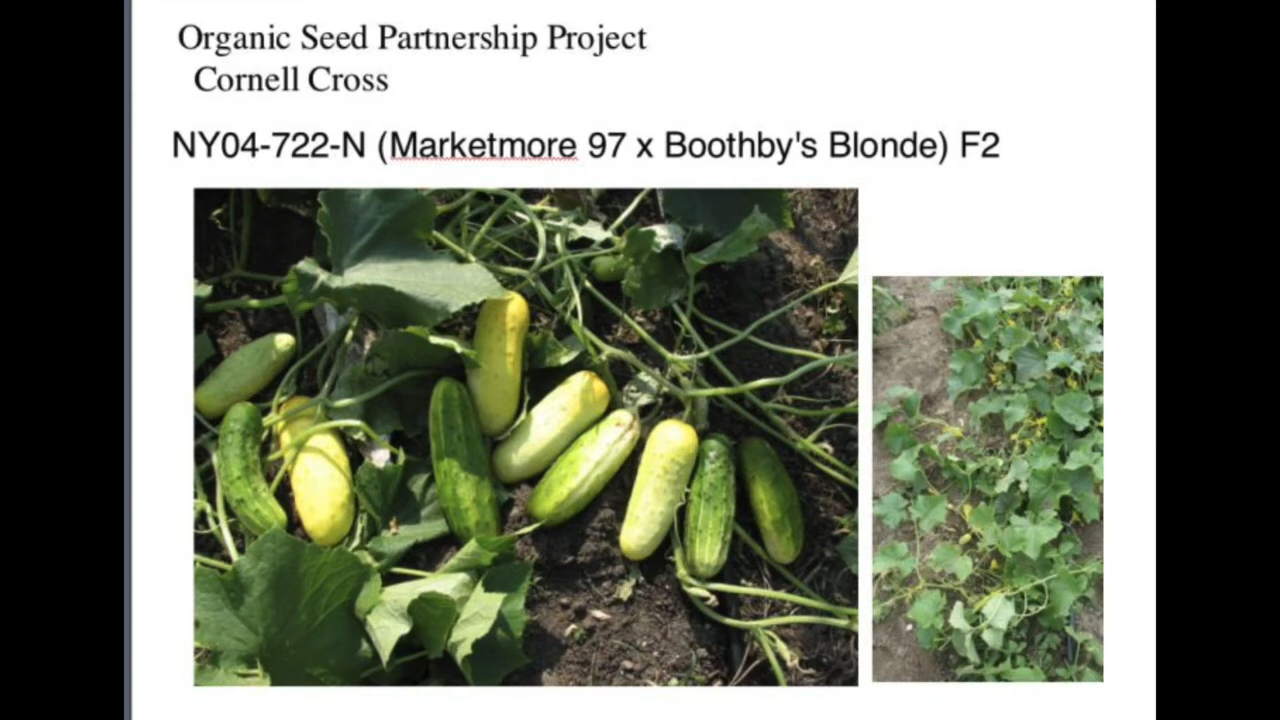 Organic Seed Partnership Project
Cornell Cross
NY04-722-N (Marketmore 97 x Boothby's Blonde) F2